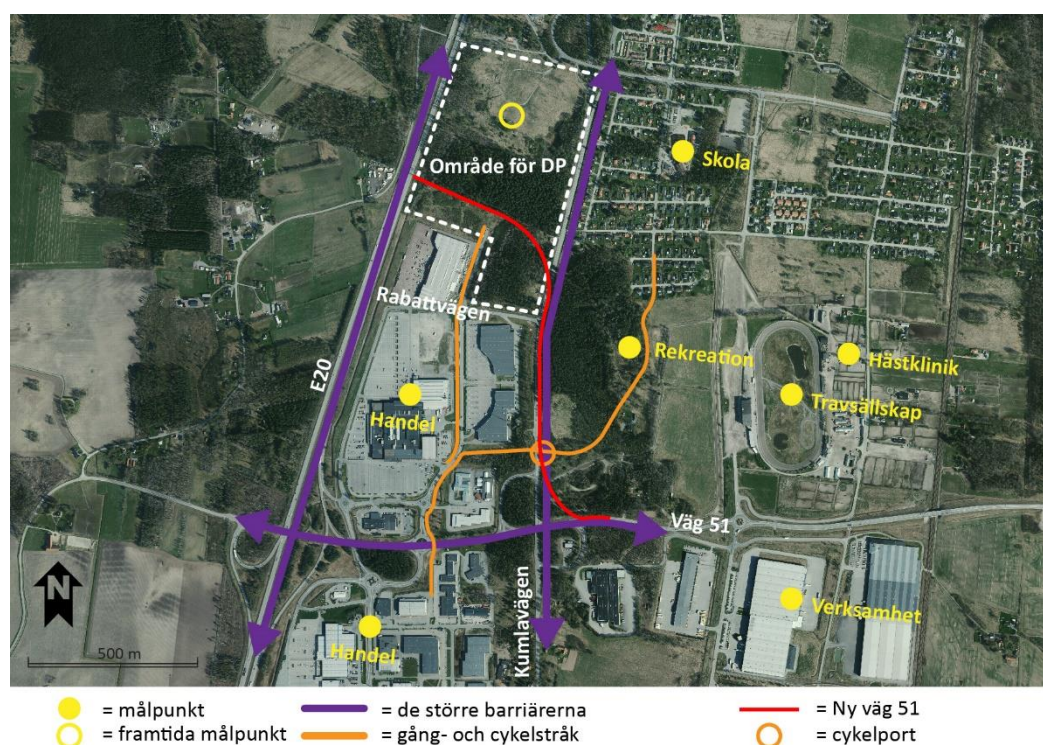 Skola
Område för DP
Rabattvägen
Rekreation
Hästklinik
E20
Travsällskap
Handel
Väg 51
Kumlavägen
Verksamhet
Handel
N
500 m
= målpunkt
= de större barriärerna
= Ny väg 51
= framtida målpunkt
= gång- och cykelstråk
= cykelport